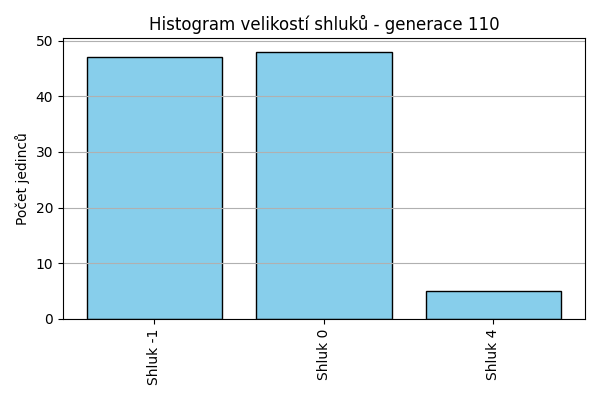 Histogram velikostí shluků - generace 110
Počet jedinců
50
40
30
20
10
0
Shluk -1
Shluk 0
Shluk 4